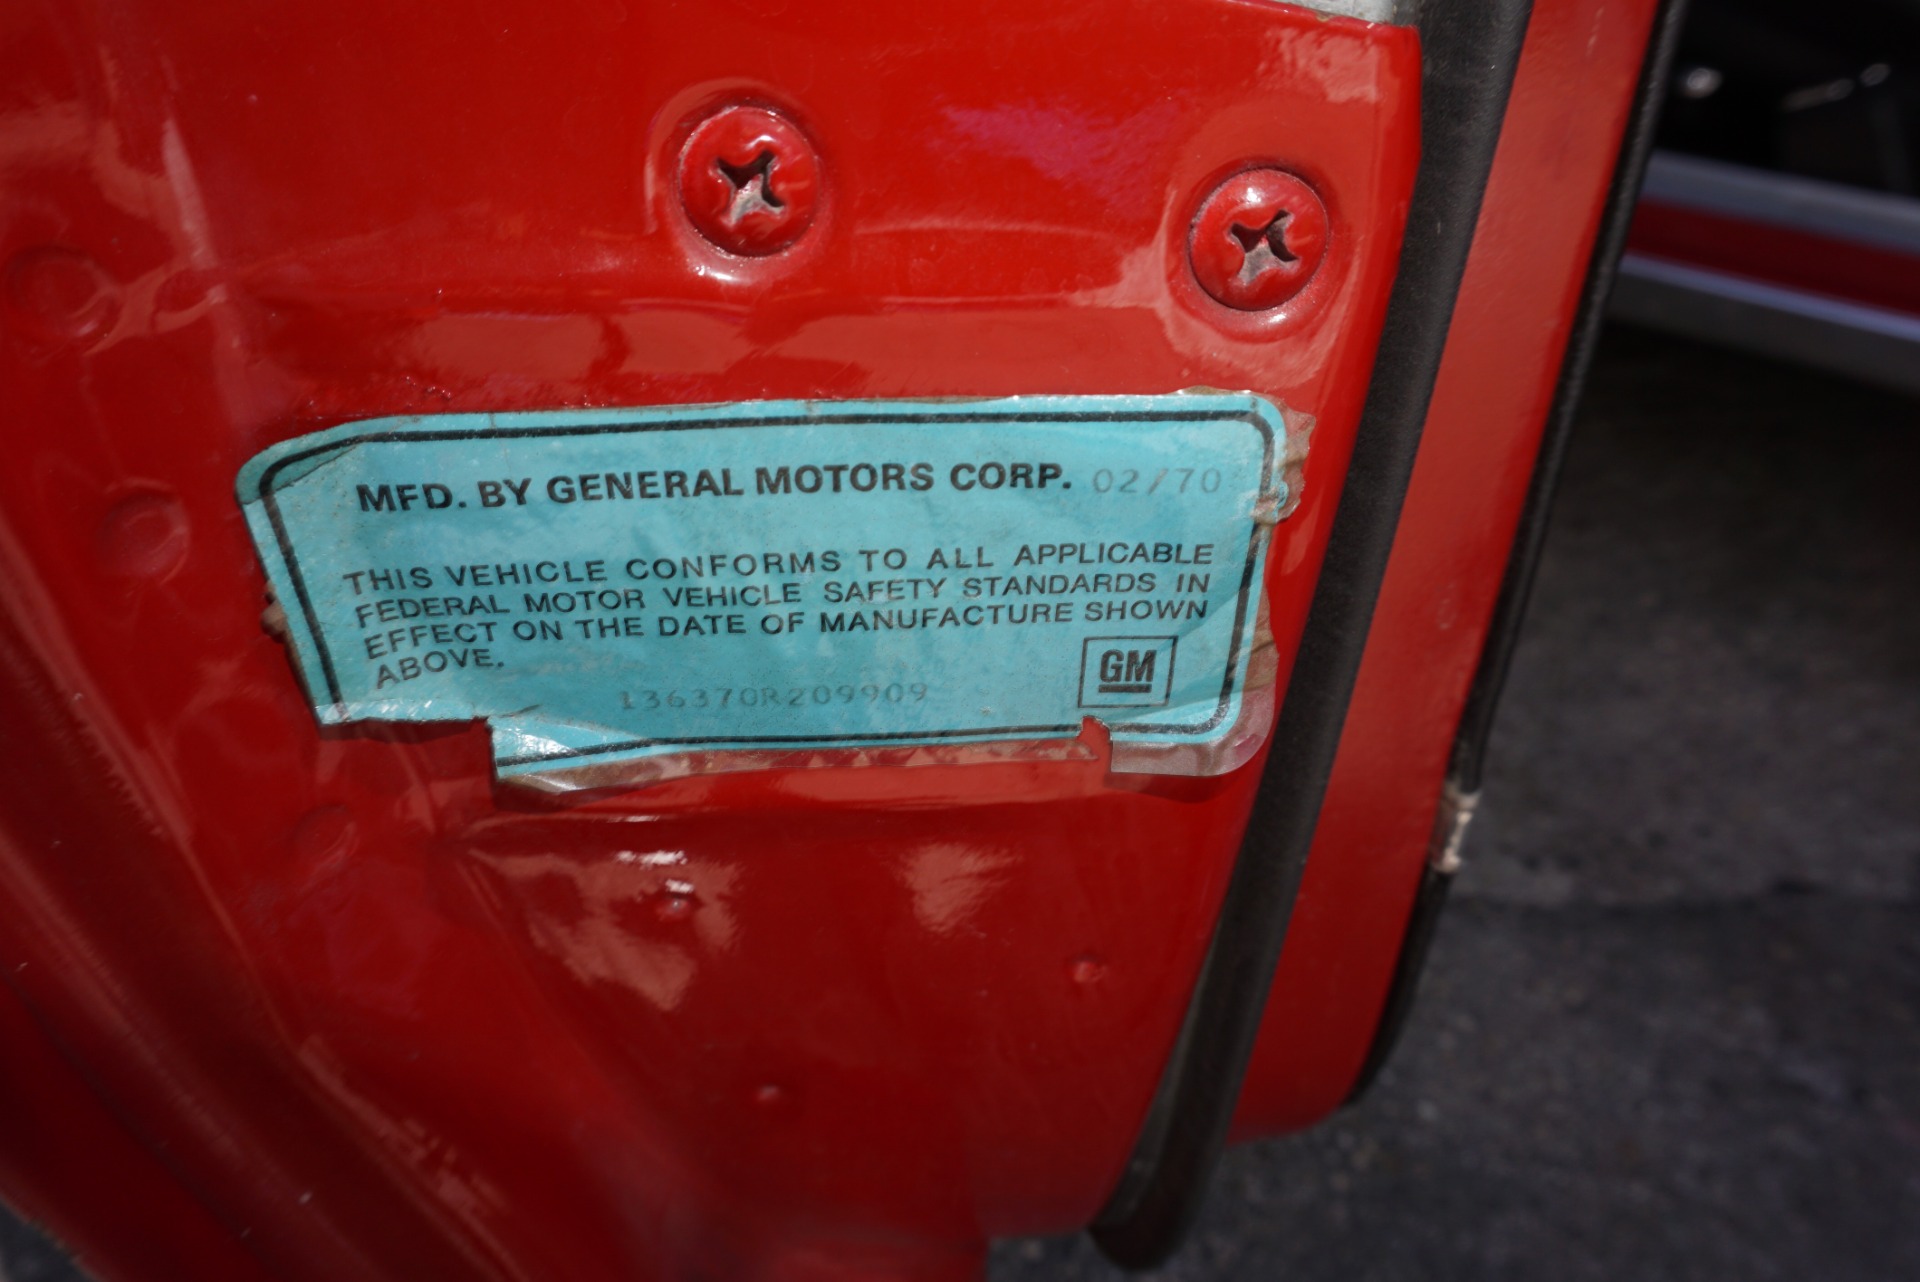 MFD. BY GENERAL MOTORS CORP. 02/70
THIS VEHICLE CONFORMS TO ALL APPLICABLE
FEDERAL MOTOR VEHICLE SAFETY STANDARDS IN
EFFECT ON THE DATE OF MANUFACTURE SHOWN
ABOVE.
136370R209909
GM